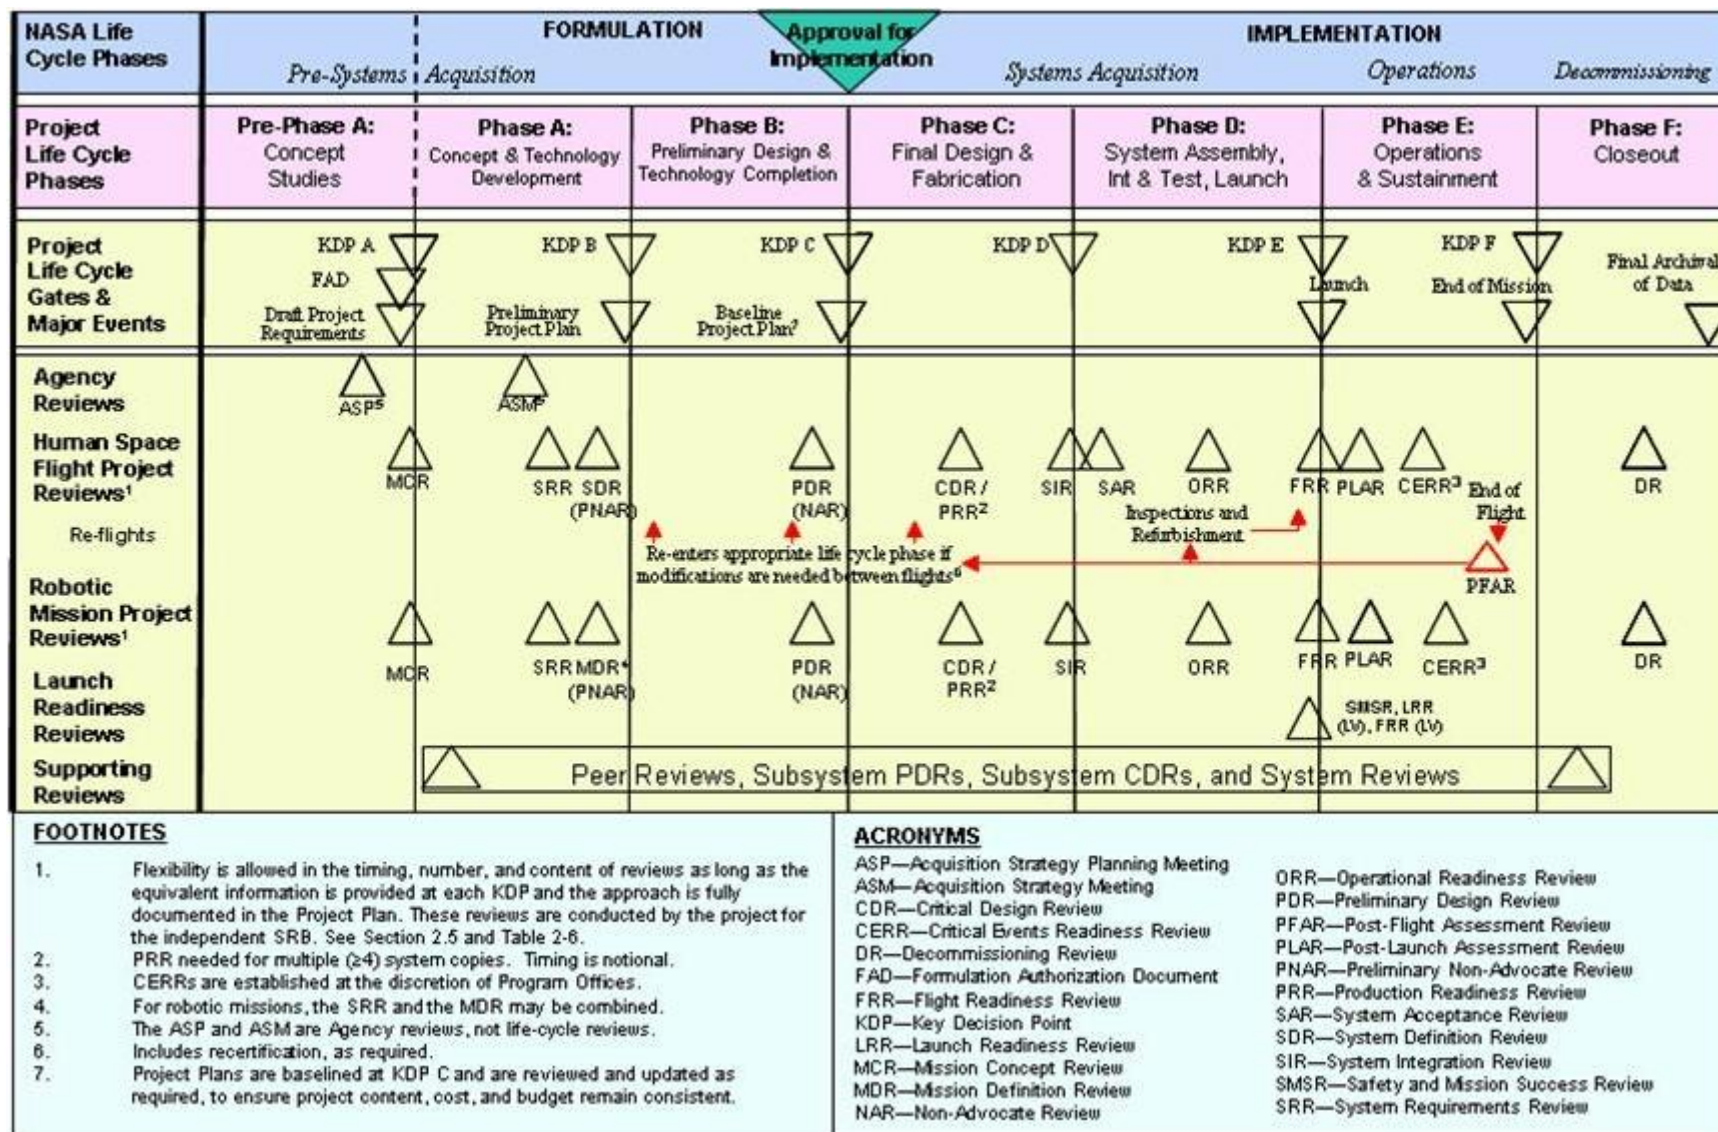 NASA Life
Cycle Phases
FORMULATION
Approval for
Implementation
IMPLEMENTATION
Pre-Systems Acquisition
Systems Acquisition
Operations
Decommissioning
Project
Life Cycle
Phases
Pre-Phase A:
Concept
Studies
Phase A:
Concept & Technology
Development
Phase B:
Preliminary Design &
Technology Completion
Phase C:
Final Design &
Fabrication
Phase D:
System Assembly,
Int & Test, Launch
Phase E:
Operations
& Sustainment
Phase F:
Closeout
Project
Life Cycle
Gates &
Major Events
KDP A
FAD
Draft Project
Requirements
KDP B
Preliminary
Project Plan
KDP C
Baseline
Project Plan⁷
KDP D
KDP E
Launch
KDP F
End of Mission
Final Archival
of Data
Agency
Reviews
ASP⁵
ASM⁵
Human Space
Flight Project
Reviews¹
MCR
SRR
SDR
(PNAR)
PDR
(NAR)
CDR /
PRR²
SIR
SAR
ORR
FRR
PLAR
CERR³
DR
End of
Flight
Re-flights
Re-enters appropriate life cycle phase if
modifications are needed between flights⁶
Inspections and
Refurbishment
PFAR
Robotic
Mission Project
Reviews¹
MCR
SRR
MDR⁴
(PNAR)
PDR
(NAR)
CDR /
PRR²
SIR
ORR
FRR
PLAR
CERR³
DR
Launch
Readiness
Reviews
SMSR, LRR
(LV), FRR (LV)
Supporting
Reviews
Peer Reviews, Subsystem PDRs, Subsystem CDRs, and System Reviews
FOOTNOTES
1. Flexibility is allowed in the timing, number, and content of reviews as long as the
equivalent information is provided at each KDP and the approach is fully
documented in the Project Plan. These reviews are conducted by the project for
the independent SRB. See Section 2.5 and Table 2-6.
2. PRR needed for multiple (≥4) system copies. Timing is notional.
3. CERRs are established at the discretion of Program Offices.
4. For robotic missions, the SRR and the MDR may be combined.
5. The ASP and ASM are Agency reviews, not life-cycle reviews.
6. Includes recertification, as required.
7. Project Plans are baselined at KDP C and are reviewed and updated as
required, to ensure project content, cost, and budget remain consistent.
ACRONYMS
ASP—Acquisition Strategy Planning Meeting
ASM—Acquisition Strategy Meeting
CDR—Critical Design Review
CERR—Critical Events Readiness Review
DR—Decommissioning Review
FAD—Formulation Authorization Document
FRR—Flight Readiness Review
KDP—Key Decision Point
LRR—Launch Readiness Review
MCR—Mission Concept Review
MDR—Mission Definition Review
NAR—Non-Advocate Review
ORR—Operational Readiness Review
PDR—Preliminary Design Review
PFAR—Post-Flight Assessment Review
PLAR—Post-Launch Assessment Review
PNAR—Preliminary Non-Advocate Review
PRR—Production Readiness Review
SAR—System Acceptance Review
SDR—System Definition Review
SIR—System Integration Review
SMSR—Safety and Mission Success Review
SRR—System Requirements Review